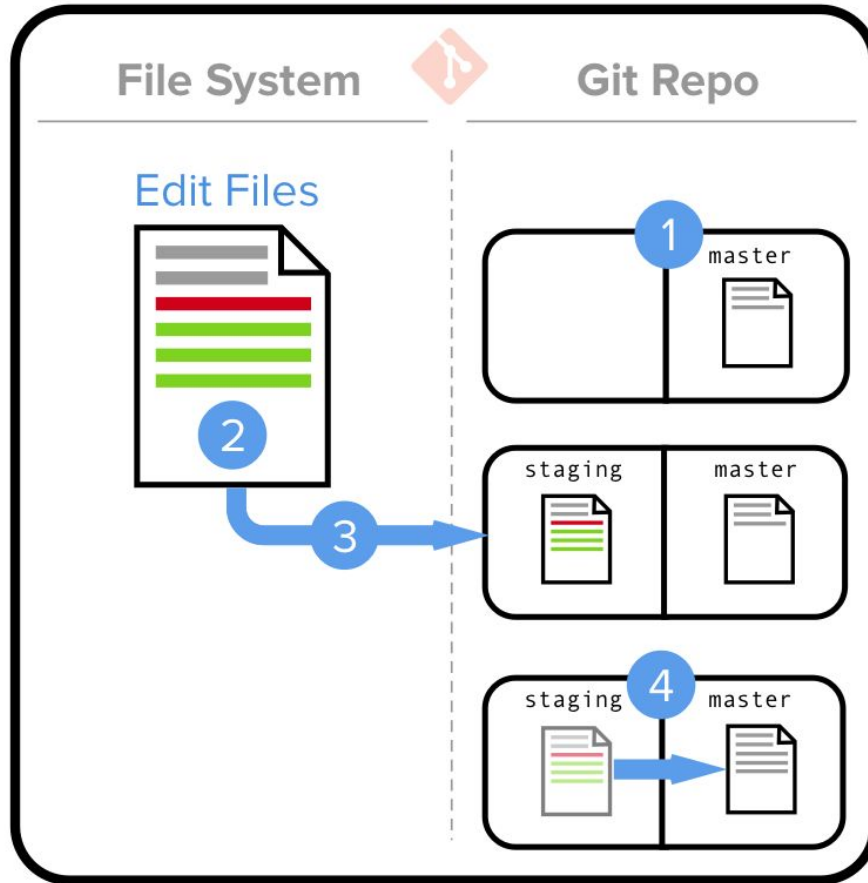 File System
Git Repo
Edit Files
1
master
2
3
staging
master
4
staging
master